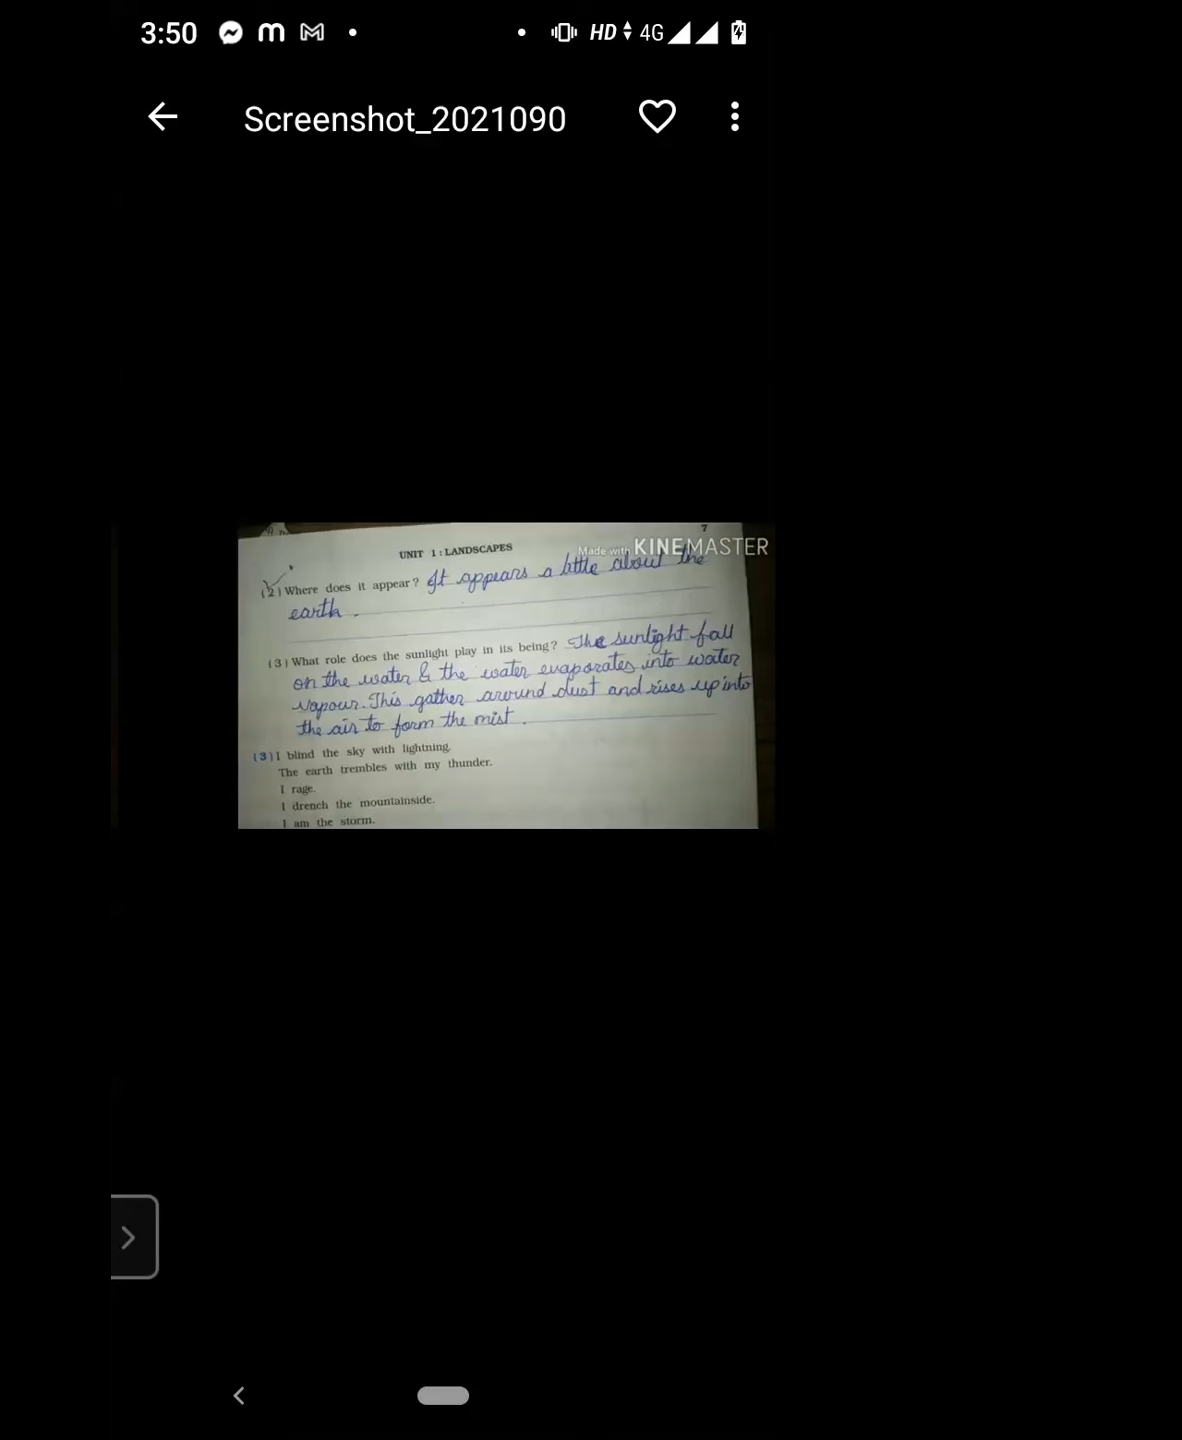 3:50
HD 4G
Screenshot_2021090
7
UNIT 1 : LANDSCAPES
Made with KINEMASTER
(2) Where does it appear? It appears a little about the
earth.
(3) What role does the sunlight play in its being? The sunlight fall
on the water & the water evaporates into water
vapour. This gather around dust and rises up into
the air to form the mist.
(3) I blind the sky with lightning.
The earth trembles with my thunder.
I rage.
I drench the mountainside.
I am the storm.